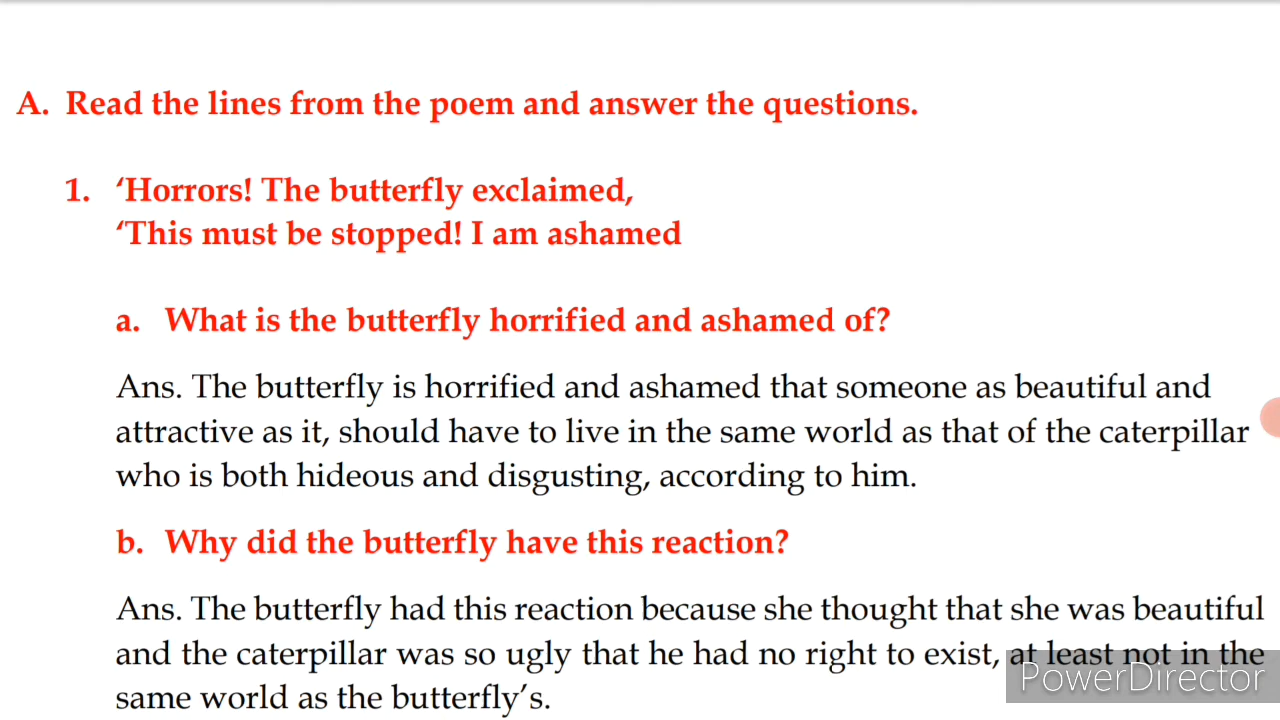 A. Read the lines from the poem and answer the questions.
1. ‘Horrors! The butterfly exclaimed,
‘This must be stopped! I am ashamed
a. What is the butterfly horrified and ashamed of?
Ans. The butterfly is horrified and ashamed that someone as beautiful and
attractive as it, should have to live in the same world as that of the caterpillar
who is both hideous and disgusting, according to him.
b. Why did the butterfly have this reaction?
Ans. The butterfly had this reaction because she thought that she was beautiful
and the caterpillar was so ugly that he had no right to exist, at least not in the
same world as the butterfly’s.
PowerDirector